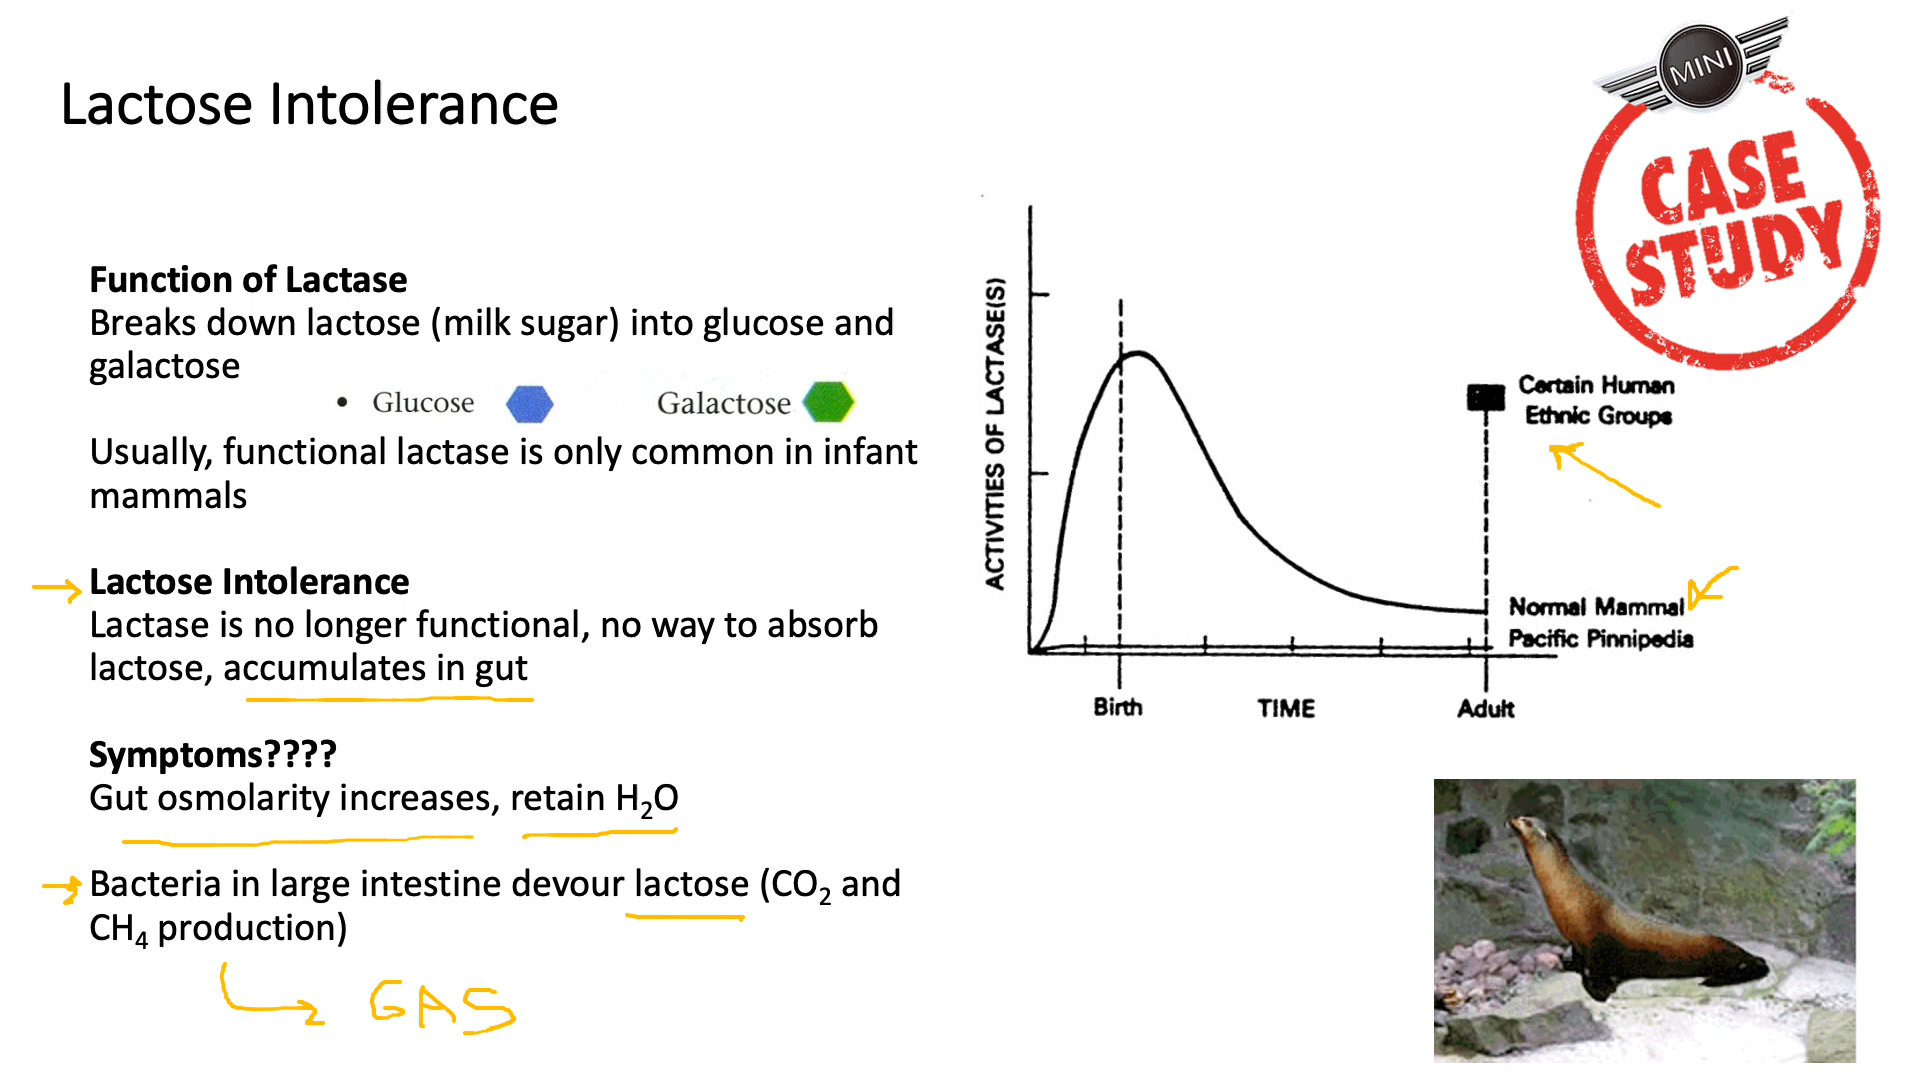 Lactose Intolerance
MINI
CASE
STUDY
Function of Lactase
Breaks down lactose (milk sugar) into glucose and
galactose
• Glucose Galactose
Usually, functional lactase is only common in infant
mammals
Lactose Intolerance
Lactase is no longer functional, no way to absorb
lactose, accumulates in gut
Symptoms????
Gut osmolarity increases, retain H₂O
Bacteria in large intestine devour lactose (CO₂ and
CH₄ production)
GAS
ACTIVITIES OF LACTASE(S)
Certain Human
Ethnic Groups
Normal Mammal
Pacific Pinnipedia
Birth TIME Adult